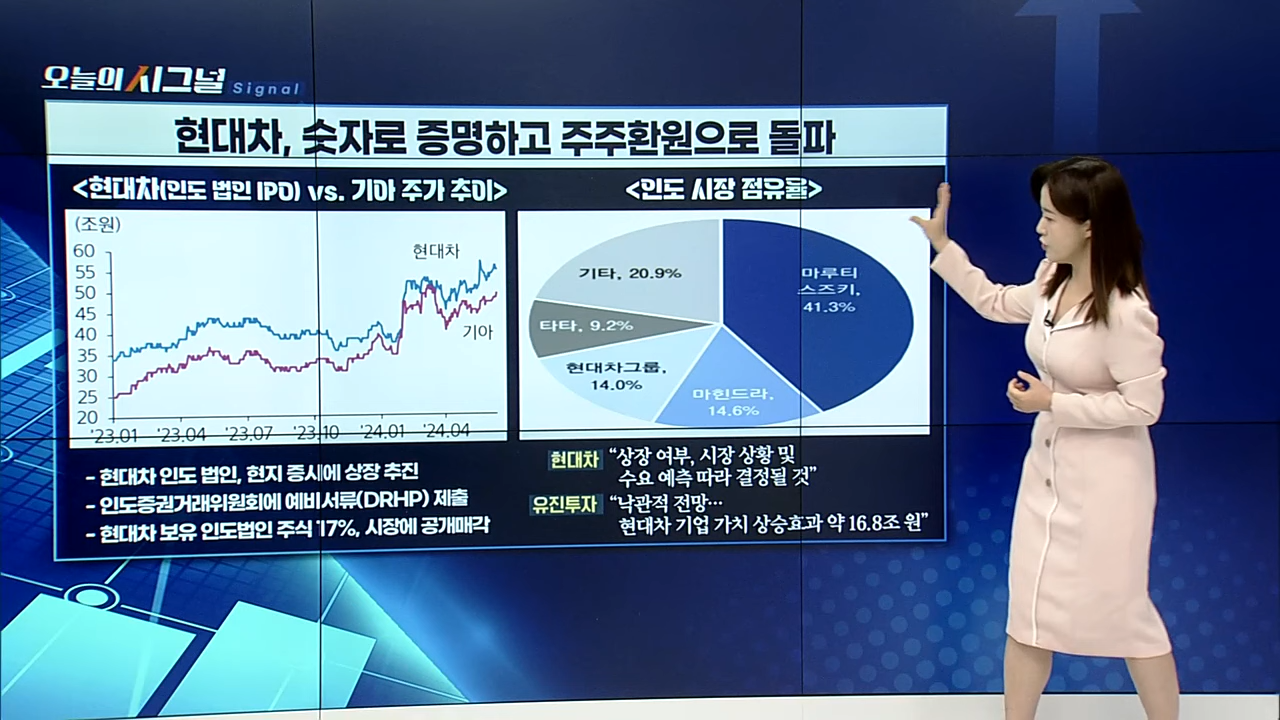 오늘의 시그널 Signal
현대차, 숫자로 증명하고 주주환원으로 돌파
<현대차(인도 법인 IPO) vs. 기아 주가 추이>
(조원)
60
55
50
45
40
35
30
25
20
현대차
기아
'23.01 '23.04 '23.07 '23.10 '24.01 '24.04
- 현대차 인도 법인, 현지 증시에 상장 추진
- 인도증권거래위원회에 예비서류(DRHP) 제출
- 현대차 보유 인도법인 주식 17%, 시장에 공개매각
<인도 시장 점유율>
기타, 20.9%
마루티
스즈키,
41.3%
타타, 9.2%
현대차그룹,
14.0%
마힌드라,
14.6%
현대차 “상장 여부, 시장 상황 및
수요 예측 따라 결정될 것”
유진투자 “낙관적 전망…
현대차 기업 가치 상승효과 약 16.8조 원”